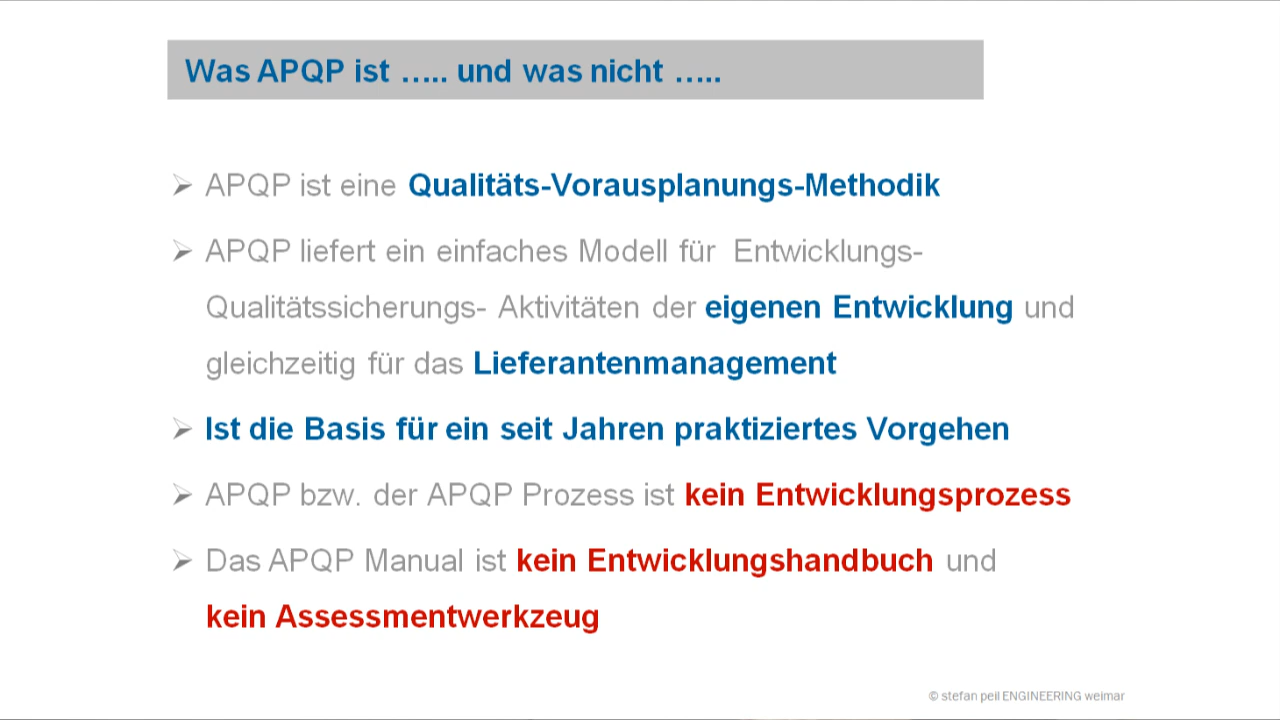 Was APQP ist ….. und was nicht …..
➢ APQP ist eine Qualitäts-Vorausplanungs-Methodik
➢ APQP liefert ein einfaches Modell für Entwicklungs-
Qualitätssicherungs- Aktivitäten der eigenen Entwicklung und
gleichzeitig für das Lieferantenmanagement
➢ Ist die Basis für ein seit Jahren praktiziertes Vorgehen
➢ APQP bzw. der APQP Prozess ist kein Entwicklungsprozess
➢ Das APQP Manual ist kein Entwicklungshandbuch und
kein Assessmentwerkzeug
© stefan peil ENGINEERING weimar